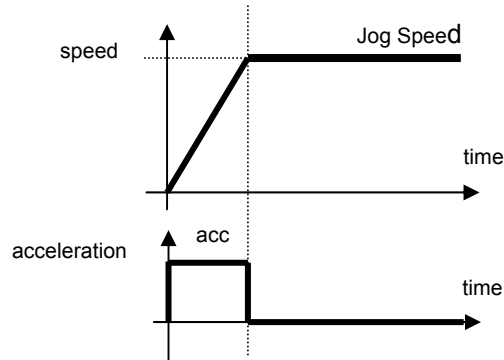 Jog Speed
speed
time
acc
acceleration
time